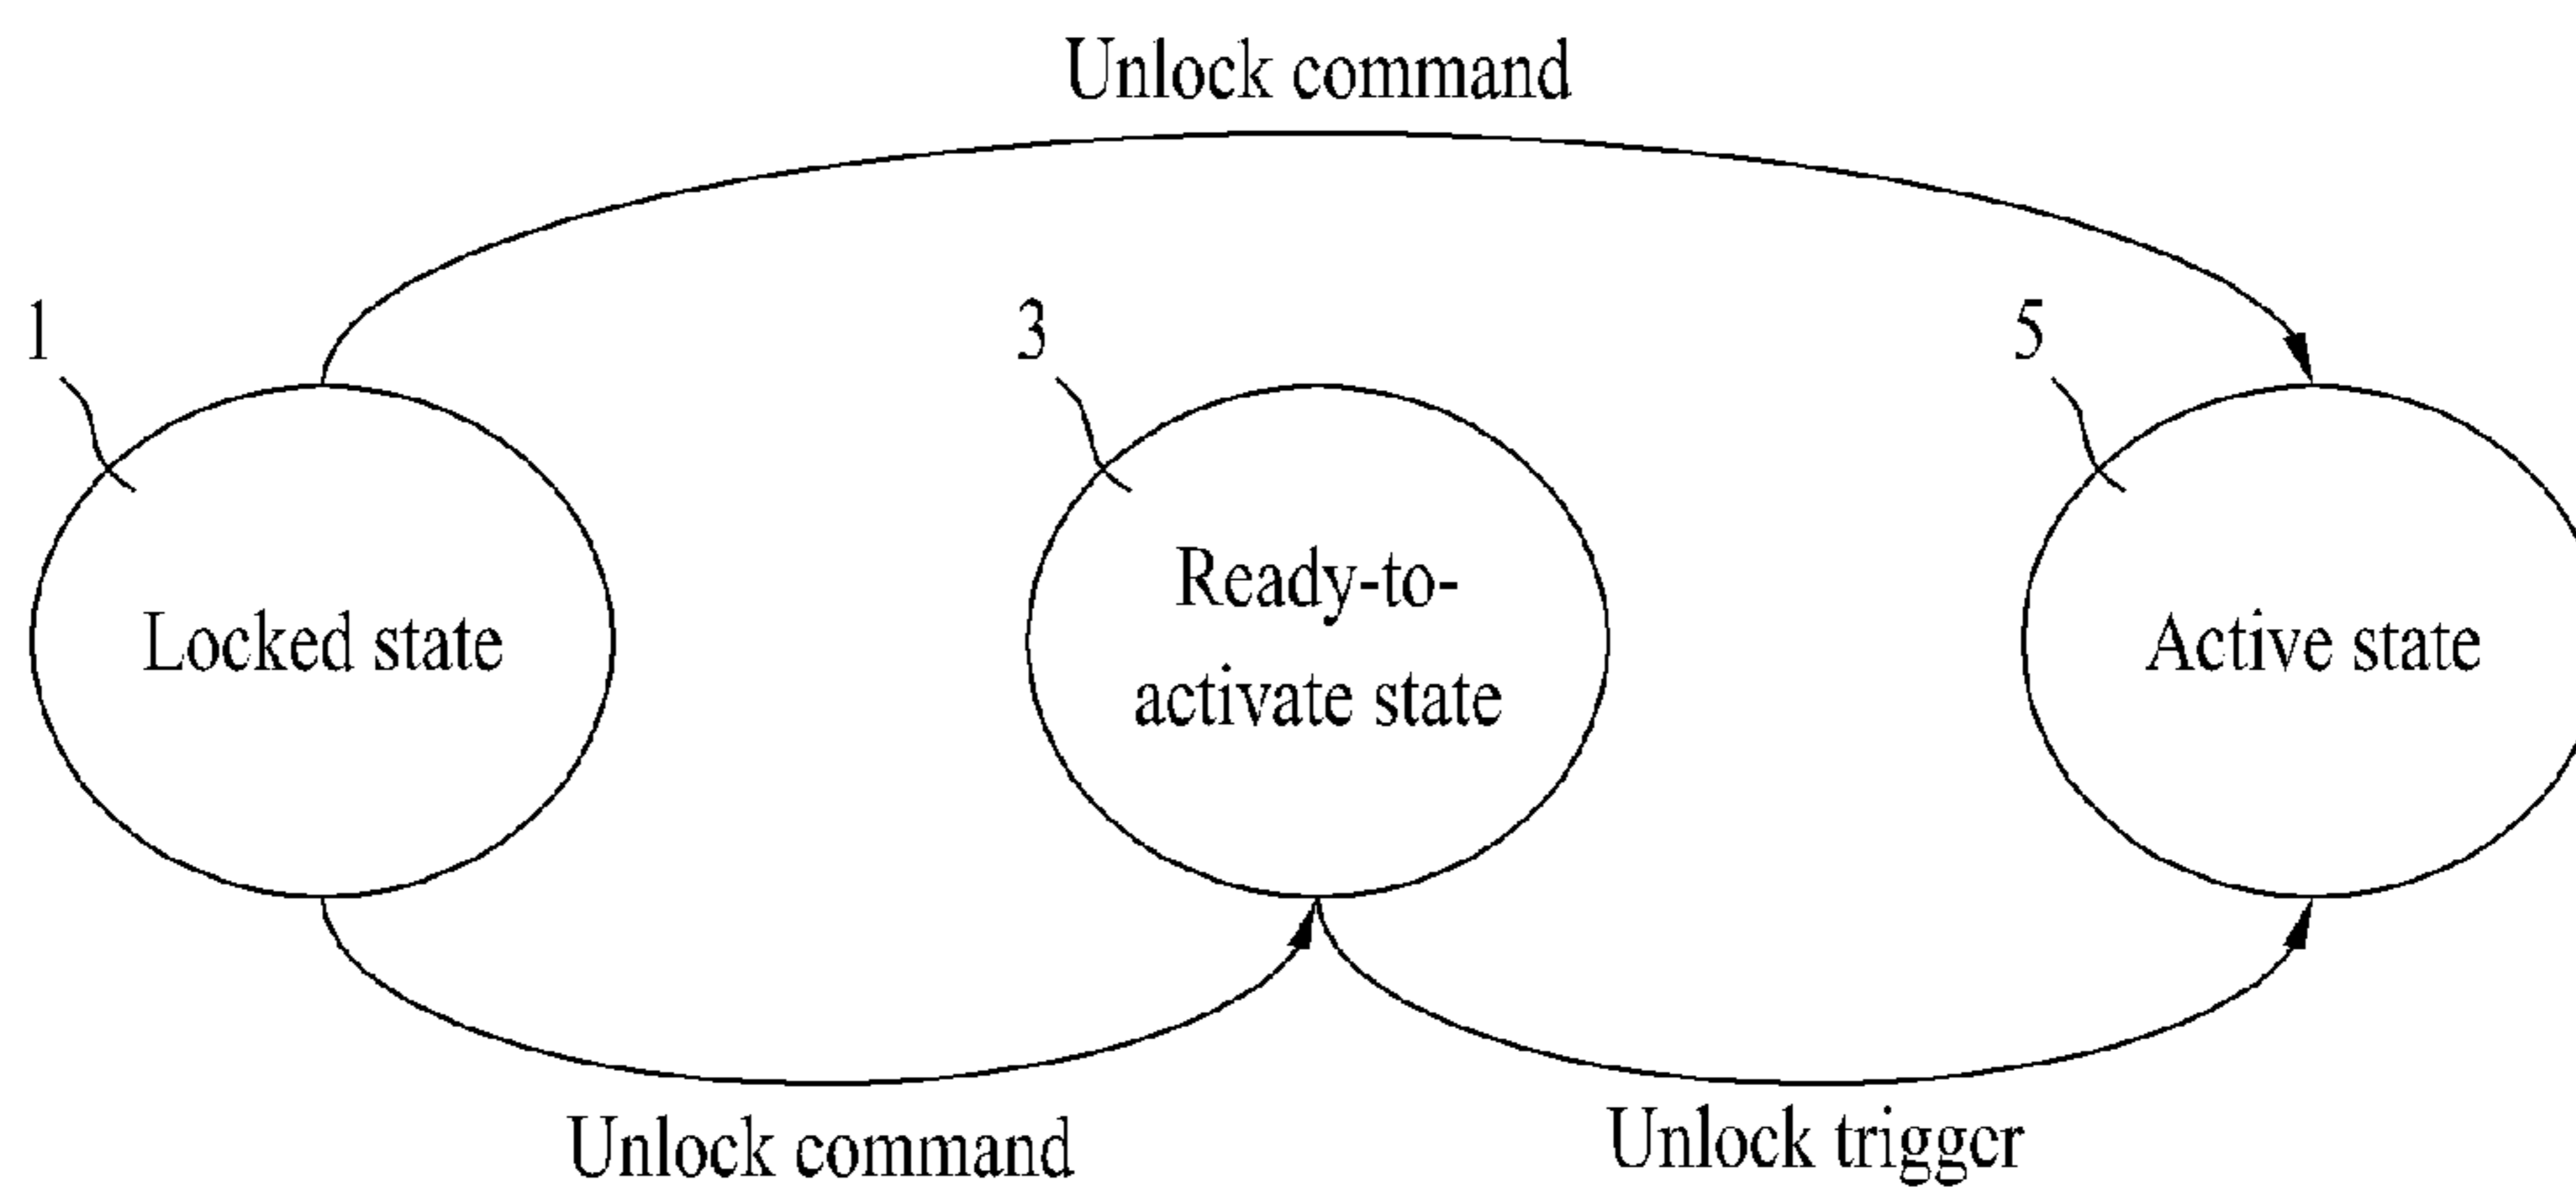 Unlock command
1
3
5
Locked state
Ready-to-
activate state
Active state
Unlock command
Unlock trigger